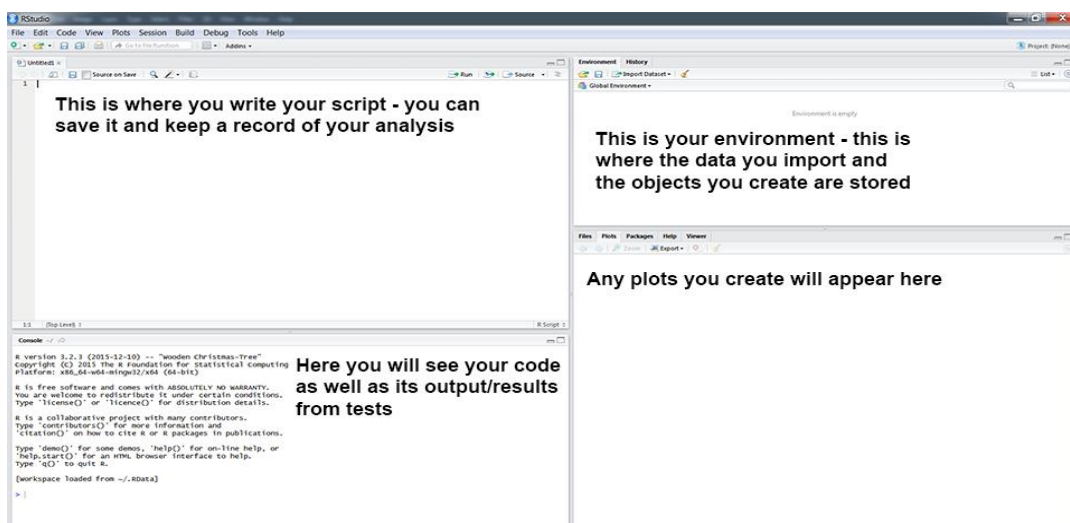 RStudio
File Edit Code View Plots Session Build Debug Tools Help
Go to file/function Addins
Project: (None)
Untitled1
Source on Save Run Source
1
This is where you write your script - you can
save it and keep a record of your analysis
1:1 (Top Level) R Script
Environment History
Import Dataset List
Global Environment
Environment is empty
This is your environment - this is
where the data you import and
the objects you create are stored
Files Plots Packages Help Viewer
Zoom Export
Any plots you create will appear here
Console ~/
R version 3.2.3 (2015-12-10) -- "Wooden Christmas-Tree"
Copyright (C) 2015 The R Foundation for Statistical Computing
Platform: x86_64-w64-mingw32/x64 (64-bit)
R is free software and comes with ABSOLUTELY NO WARRANTY.
You are welcome to redistribute it under certain conditions.
Type 'license()' or 'licence()' for distribution details.
R is a collaborative project with many contributors.
Type 'contributors()' for more information and
'citation()' on how to cite R or R packages in publications.
Type 'demo()' for some demos, 'help()' for on-line help, or
'help.start()' for an HTML browser interface to help.
Type 'q()' to quit R.
[Workspace loaded from ~/.RData]
>
Here you will see your code
as well as its output/results
from tests